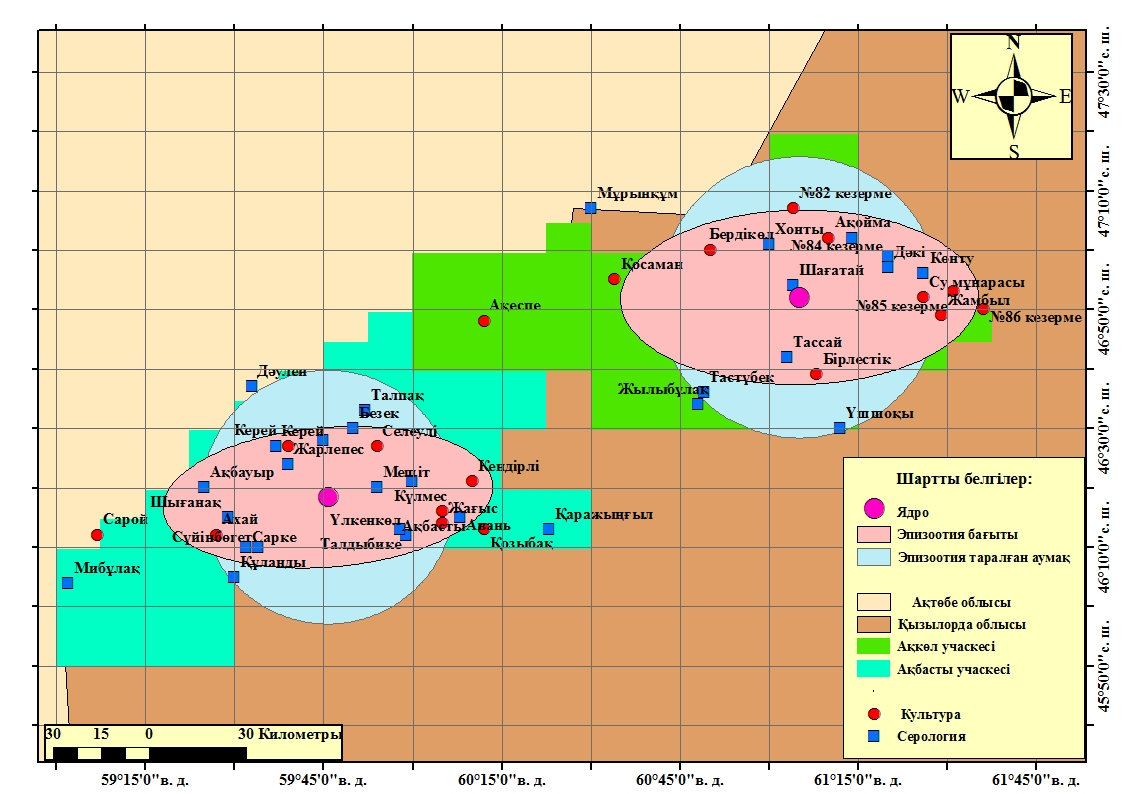 N
W E
S
47°30'0"с. ш.
47°10'0"с. ш.
46°50'0"с. ш.
46°30'0"с. ш.
46°10'0"с. ш.
45°50'0"с. ш.
Мұрынқұм
№82 кезерме
Бердікөл
Хонты
Ақойма
№84 кезерме
Дәкі
Кенту
Қосаман
Шағатай
Су мұнарасы
Ақеспе
№85 кезерме
Жамбыл
№86 кезерме
Тассай
Бірлестік
Дәулен
Тастүбек
Жылыбұлақ
Талпақ
Безек
Үшшоқы
Керей
Керей
Селеулі
Жарлепес
Ақбауыр
Мешіт
Кендірлі
Шығанақ
Күлмес
Жағыс
Сарой
Ахай
Үлкенкөл
Ақбасты
Ань
Қаражыңғыл
Сүйінбөгет
Сарке
Талдыбике
Қозыбақ
Құланды
Мибұлақ
Шартты белгілер:
Ядро
Эпизоотия бағыты
Эпизоотия таралған аумақ
Ақтөбе облысы
Қызылорда облысы
Ақкөл учаскесі
Ақбасты учаскесі
Культура
Серология
30 15 0 30 Километры
59°15'0"в. д.
59°45'0"в. д.
60°15'0"в. д.
60°45'0"в. д.
61°15'0"в. д.
61°45'0"в. д.